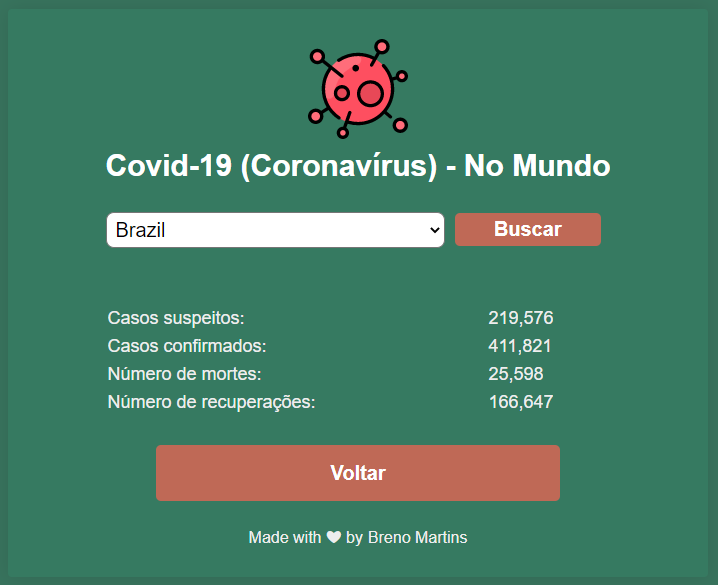 Covid-19 (Coronavírus) - No Mundo
Brazil Buscar
Casos suspeitos: 219,576
Casos confirmados: 411,821
Número de mortes: 25,598
Número de recuperações: 166,647
Voltar
Made with ❤ by Breno Martins